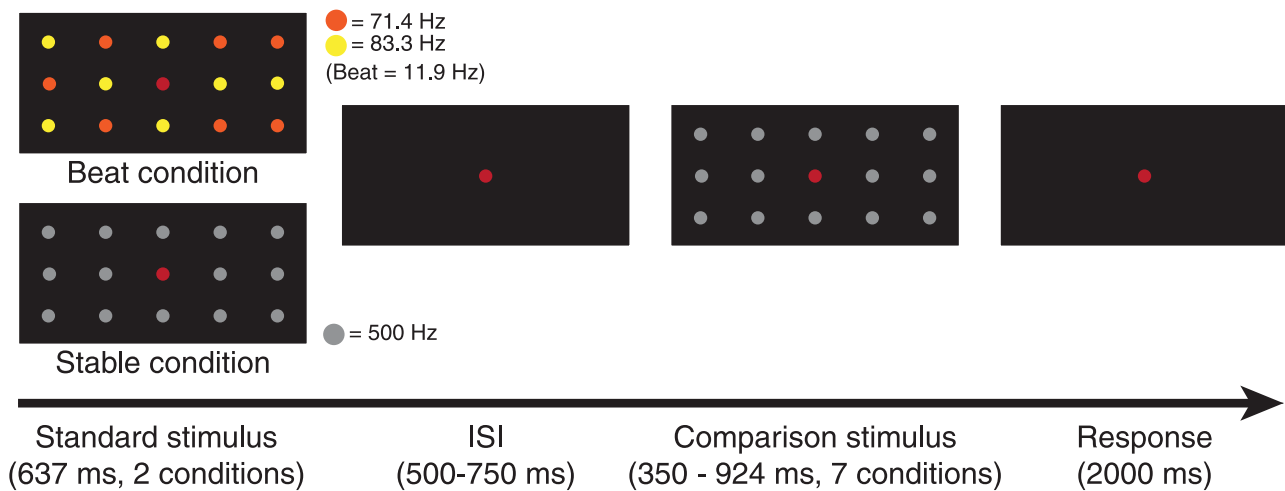 = 71.4 Hz
= 83.3 Hz
(Beat = 11.9 Hz)
Beat condition
= 500 Hz
Stable condition
Standard stimulus
(637 ms, 2 conditions)
ISI
(500-750 ms)
Comparison stimulus
(350 - 924 ms, 7 conditions)
Response
(2000 ms)